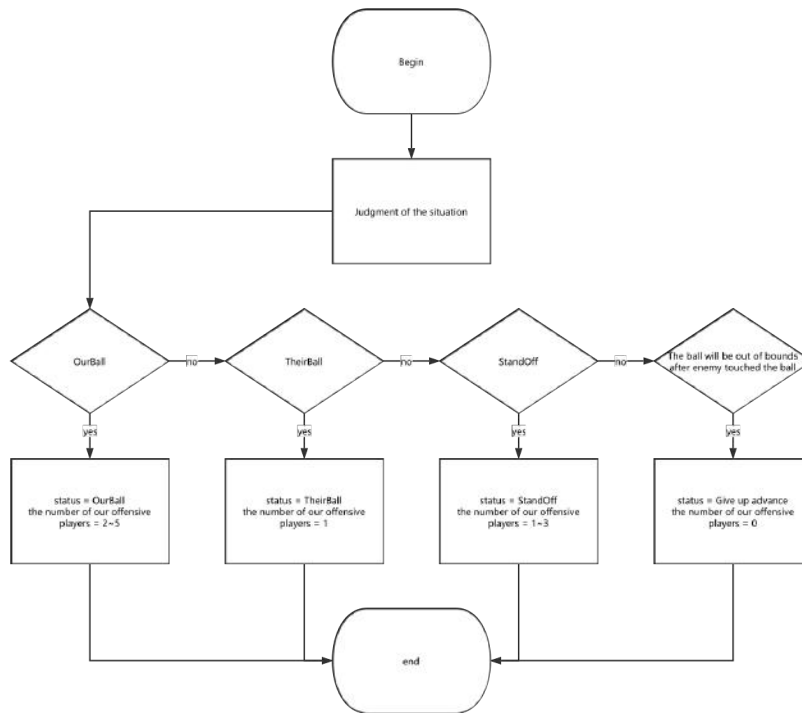 Begin
Judgment of the situation
OurBall
no
TheirBall
no
StandOff
no
The ball will be out of bounds
after enemy touched the ball
yes
yes
yes
yes
status = OurBall
the number of our offensive
players = 2~5
status = TheirBall
the number of our offensive
players = 1
status = StandOff
the number of our offensive
players = 1~3
status = Give up advance
the number of our offensive
players = 0
end